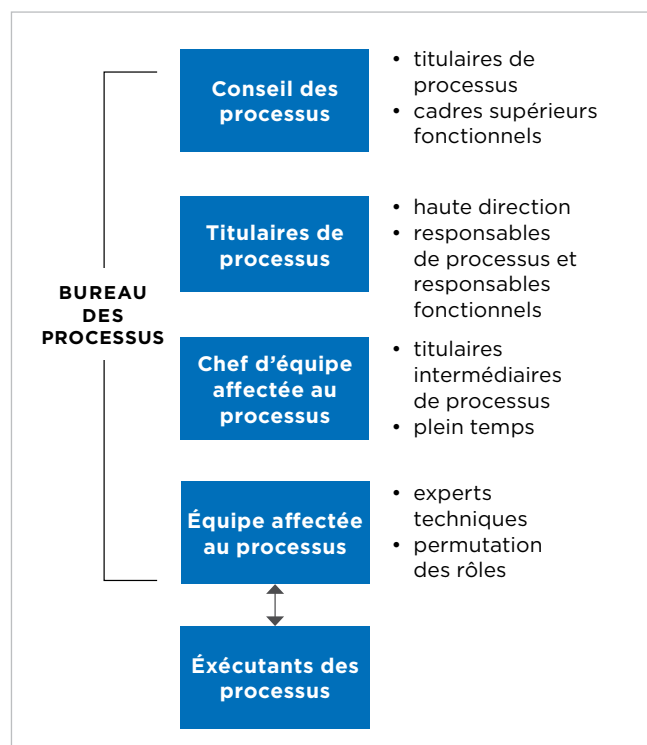 Conseil des
processus
• titulaires de
processus
• cadres supérieurs
fonctionnels
Titulaires de
processus
• haute direction
• responsables
de processus et
responsables
fonctionnels
BUREAU
DES
PROCESSUS
Chef d’équipe
affectée au
processus
• titulaires
intermédiaires
de processus
• plein temps
Équipe affectée
au processus
• experts
techniques
• permutation
des rôles
Éxécutants des
processus